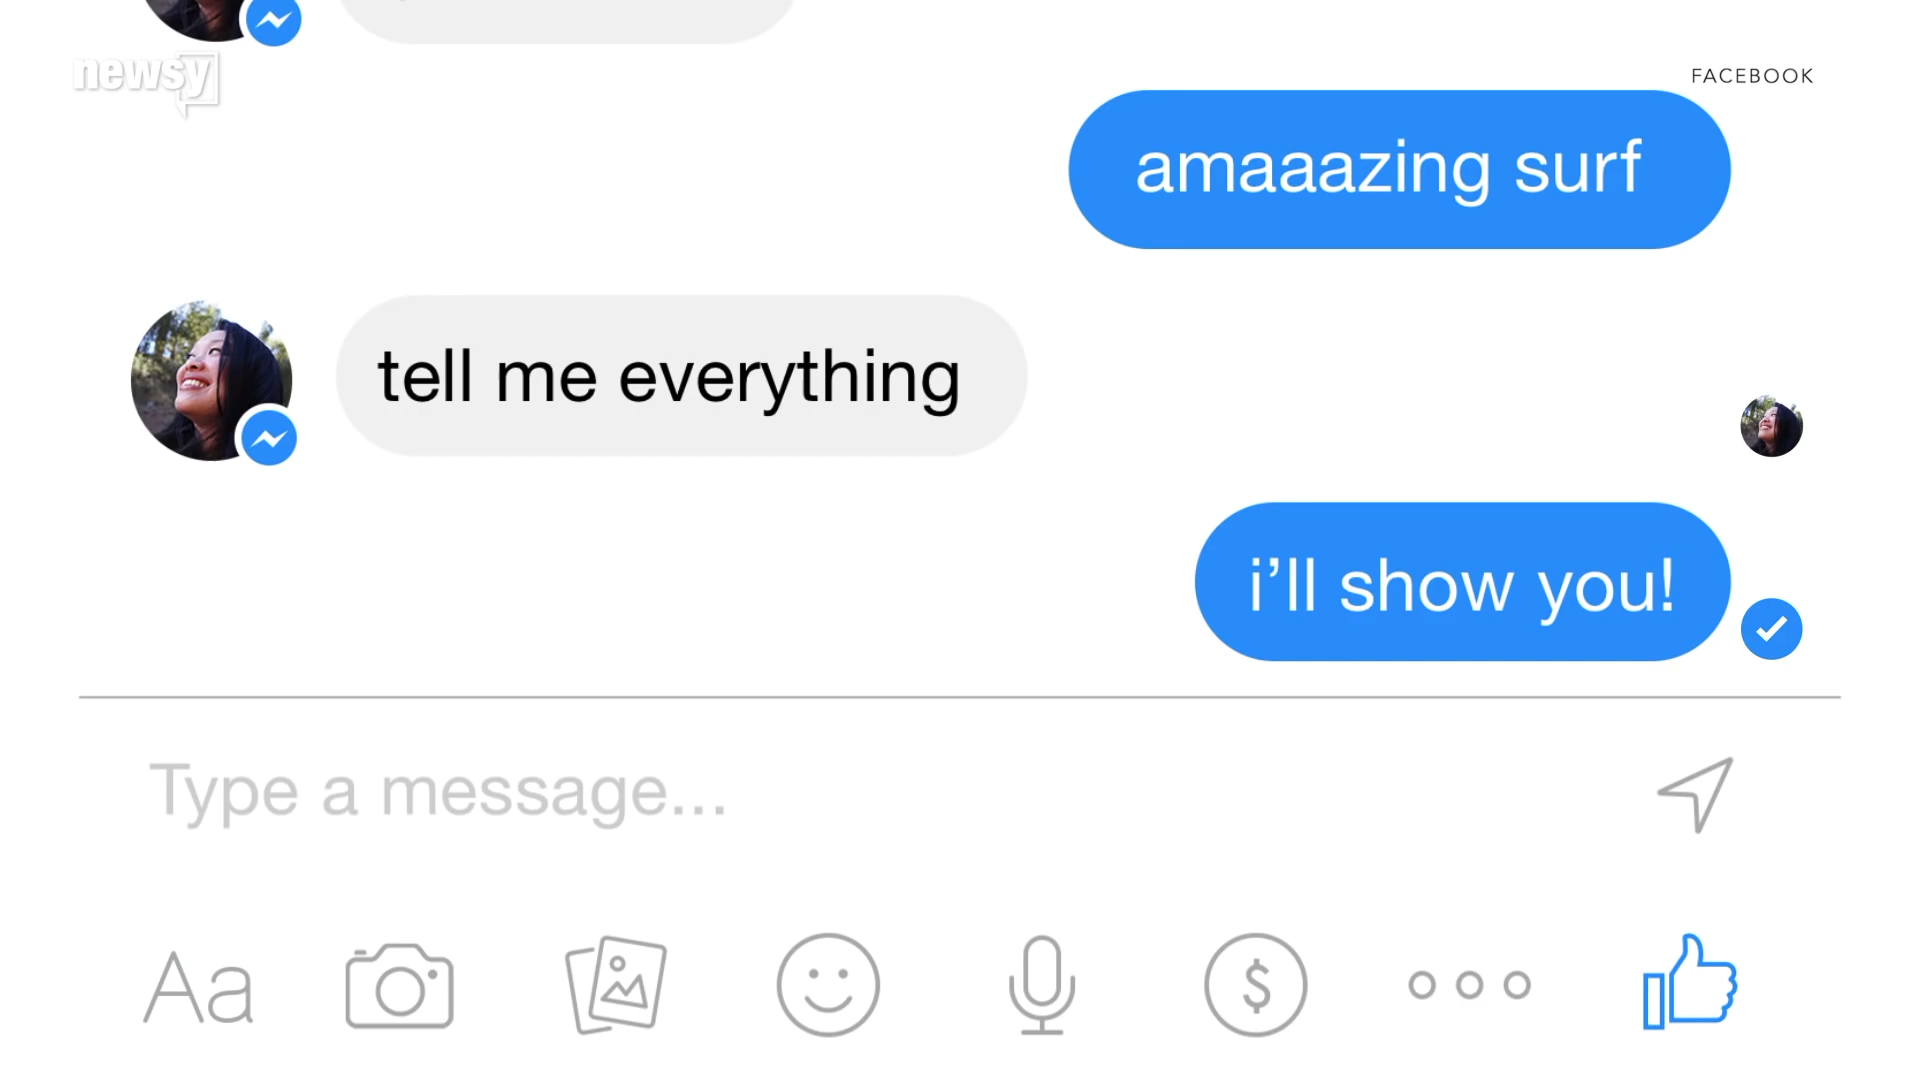 newsy
FACEBOOK
amaaazing surf
tell me everything
i’ll show you!
Type a message...
Aa
$